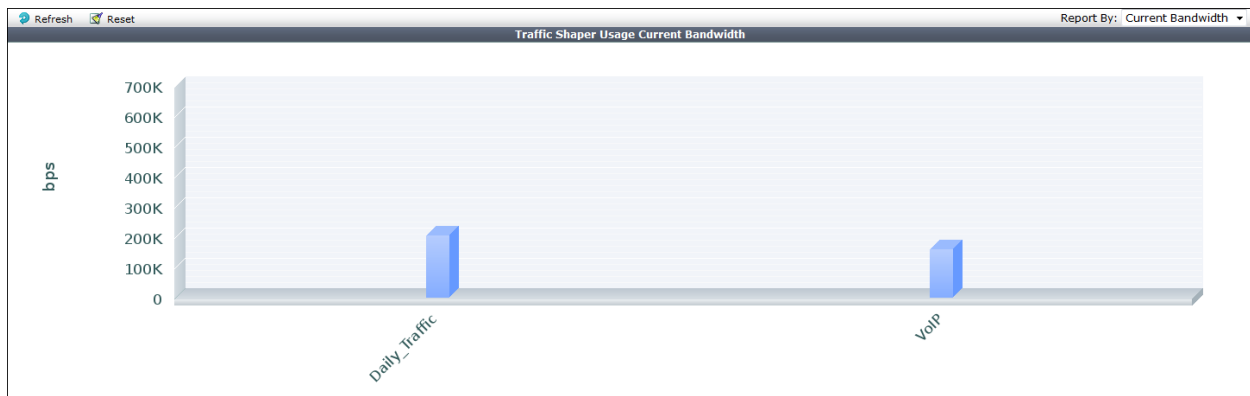 Refresh Reset Report By: Current Bandwidth
Traffic Shaper Usage Current Bandwidth
700K
600K
500K
400K
300K
200K
100K
0
bps
Daily_Traffic
VoIP